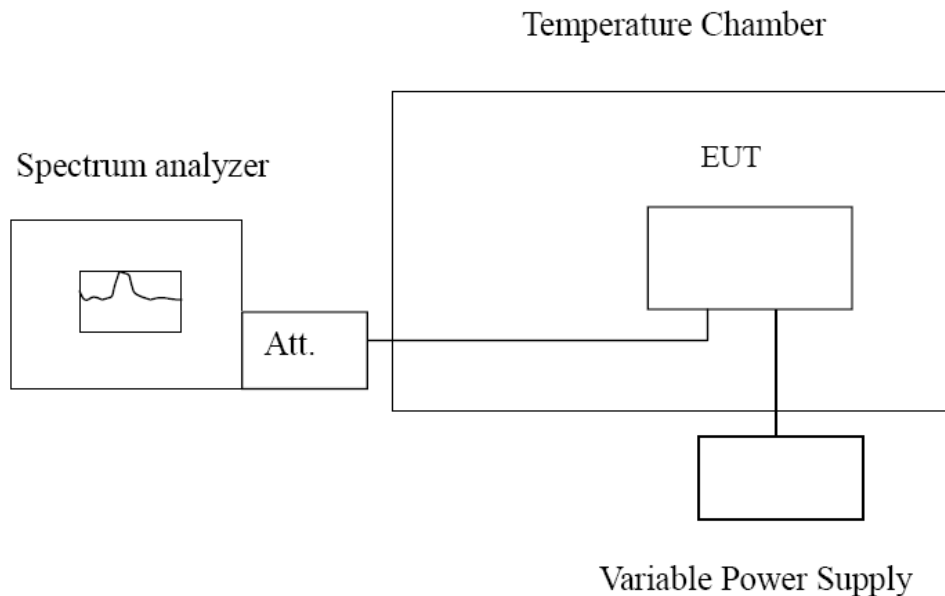 Temperature Chamber
Spectrum analyzer
EUT
Att.
Variable Power Supply